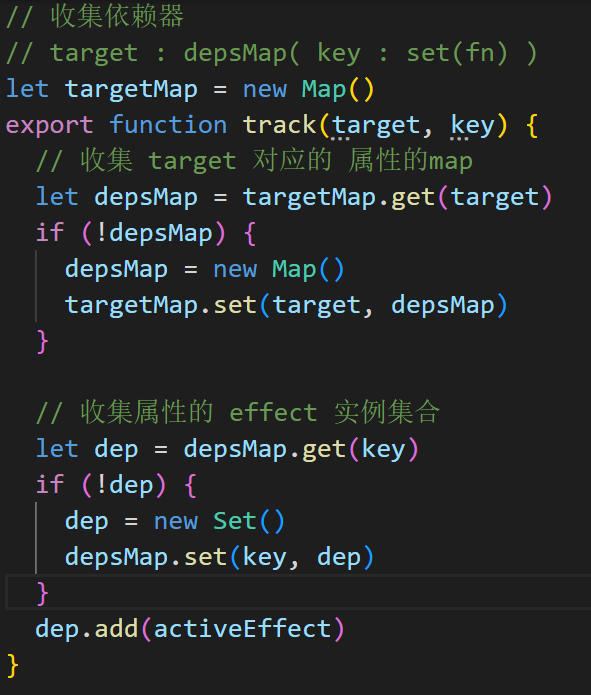 // 收集依赖器
// target : depsMap( key : set(fn) )
let targetMap = new Map()
export function track(target, key) {
  // 收集 target 对应的 属性的map
  let depsMap = targetMap.get(target)
  if (!depsMap) {
    depsMap = new Map()
    targetMap.set(target, depsMap)
  }

  // 收集属性的 effect 实例集合
  let dep = depsMap.get(key)
  if (!dep) {
    dep = new Set()
    depsMap.set(key, dep)
  }
  dep.add(activeEffect)
}